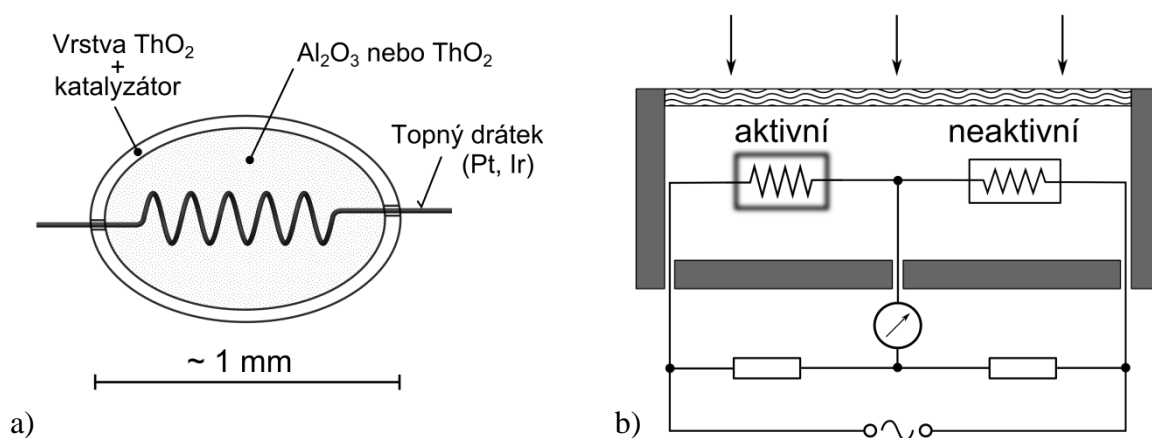 Vrstva ThO₂
+
katalyzátor
Al₂O₃ nebo ThO₂
Topný drátek
(Pt, Ir)
~ 1 mm
a)
aktivní
neaktivní
b)